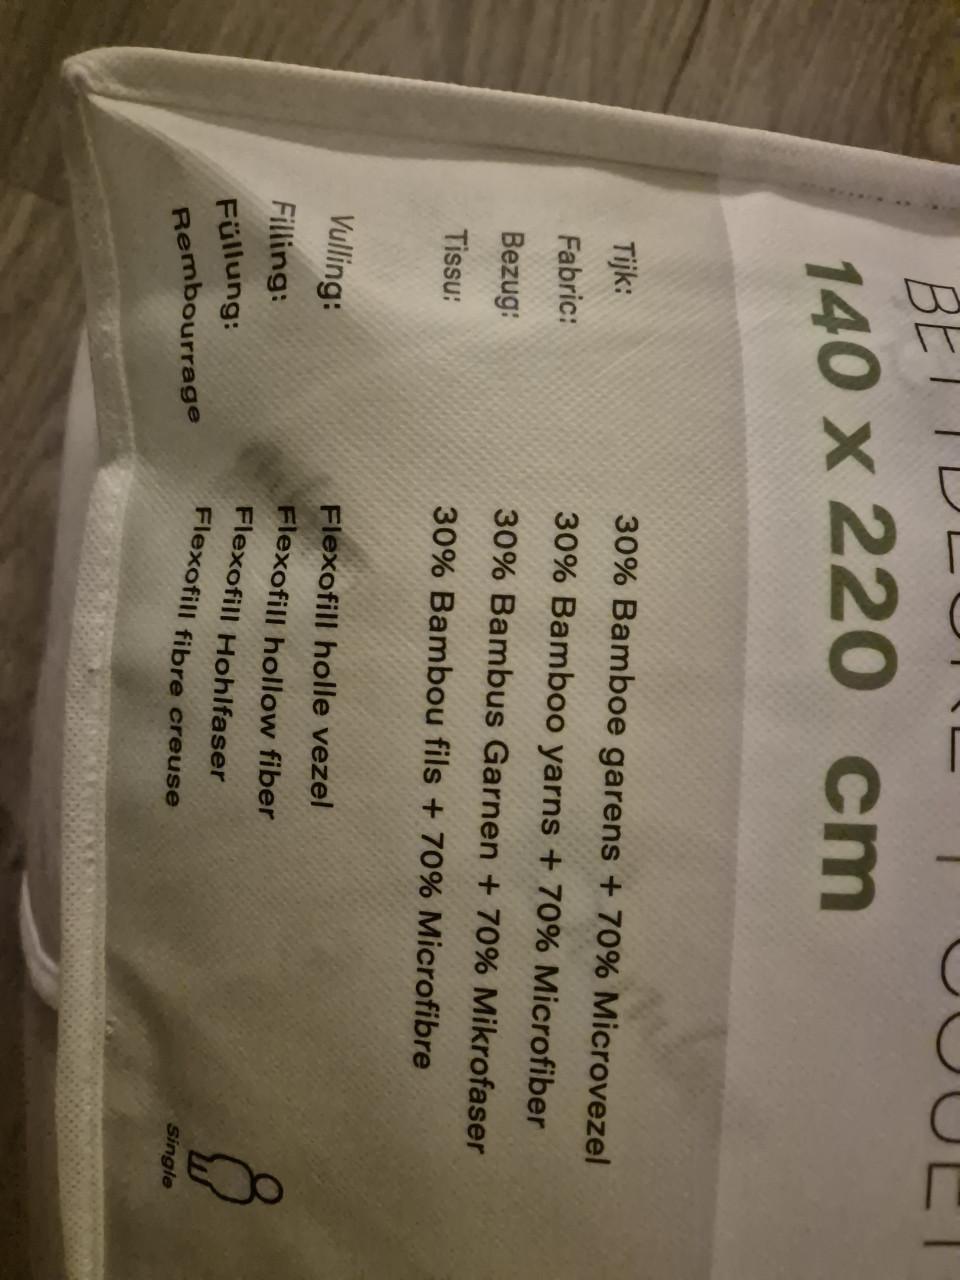 BETTDECKE
140 x 220 cm
Tijk: 30% Bamboe garens + 70% Microvezel
Fabric: 30% Bamboo yarns + 70% Microfiber
Bezug: 30% Bambus Garnen + 70% Mikrofaser
Tissu: 30% Bambou fils + 70% Microfibre
Vulling: Flexofill holle vezel
Filling: Flexofill hollow fiber
Füllung: Flexofill Hohlfaser
Rembourrage Flexofill fibre creuse
Single